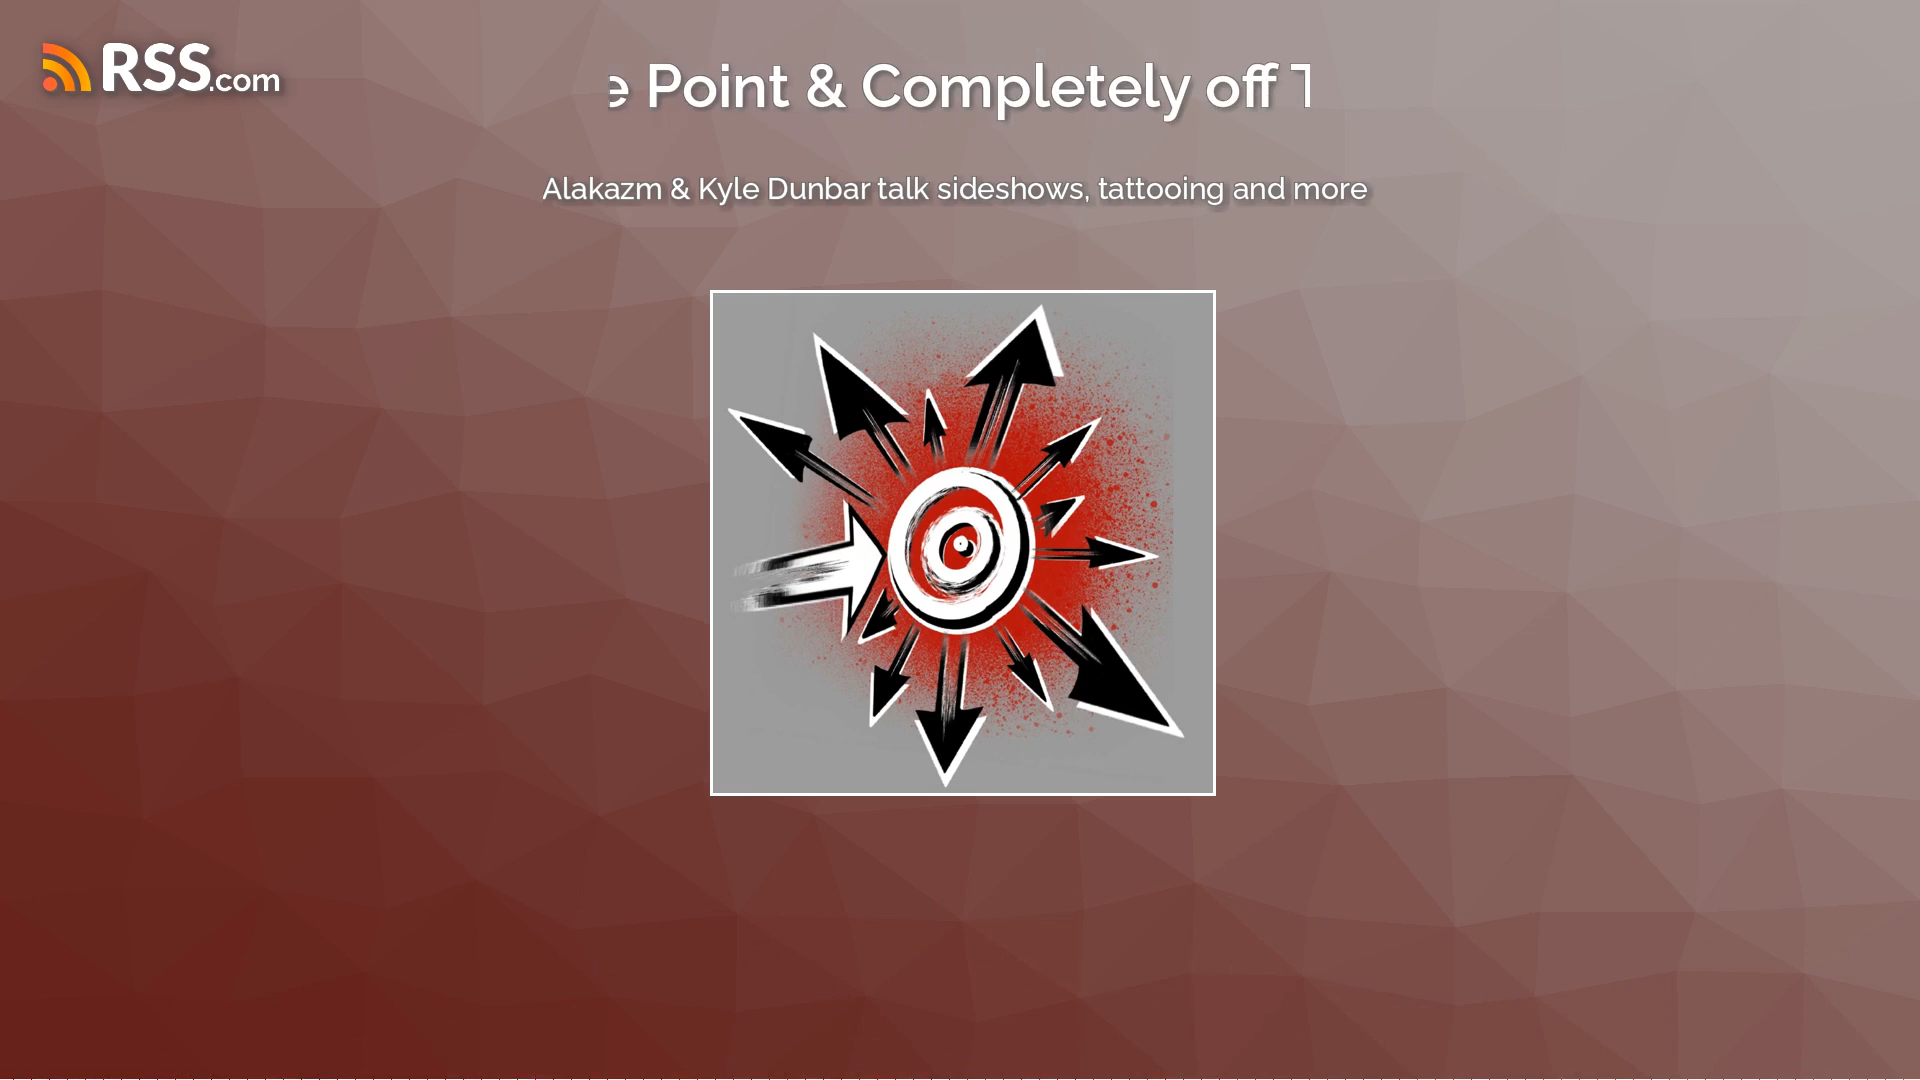 RSS.com
e Point & Completely off T
Alakazm & Kyle Dunbar talk sideshows, tattooing and more